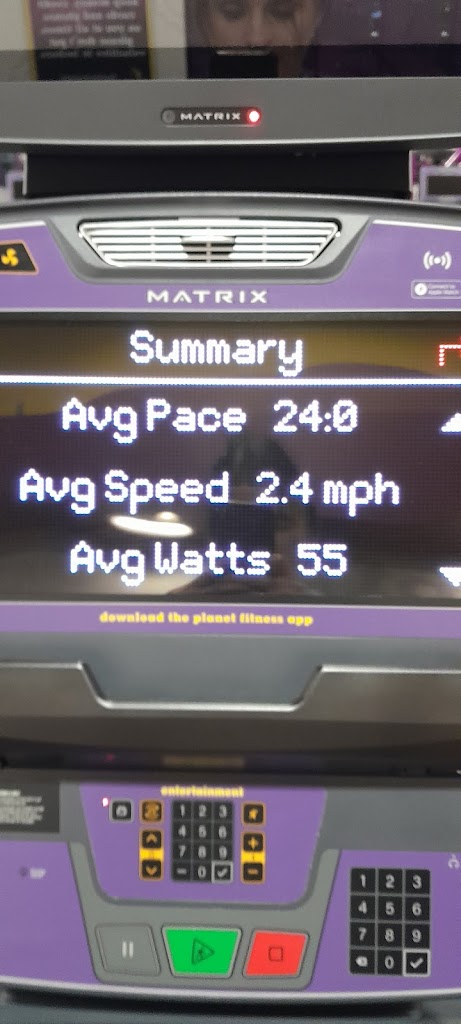 MATRIX
MATRIX
Summary
Avg Pace 24:0
Avg Speed 2.4 mph
Avg Watts 55
download the planet fitness app
entertainment
1 2 3
4 5 6
7 8 9
0
1 2 3
4 5 6
7 8 9
0